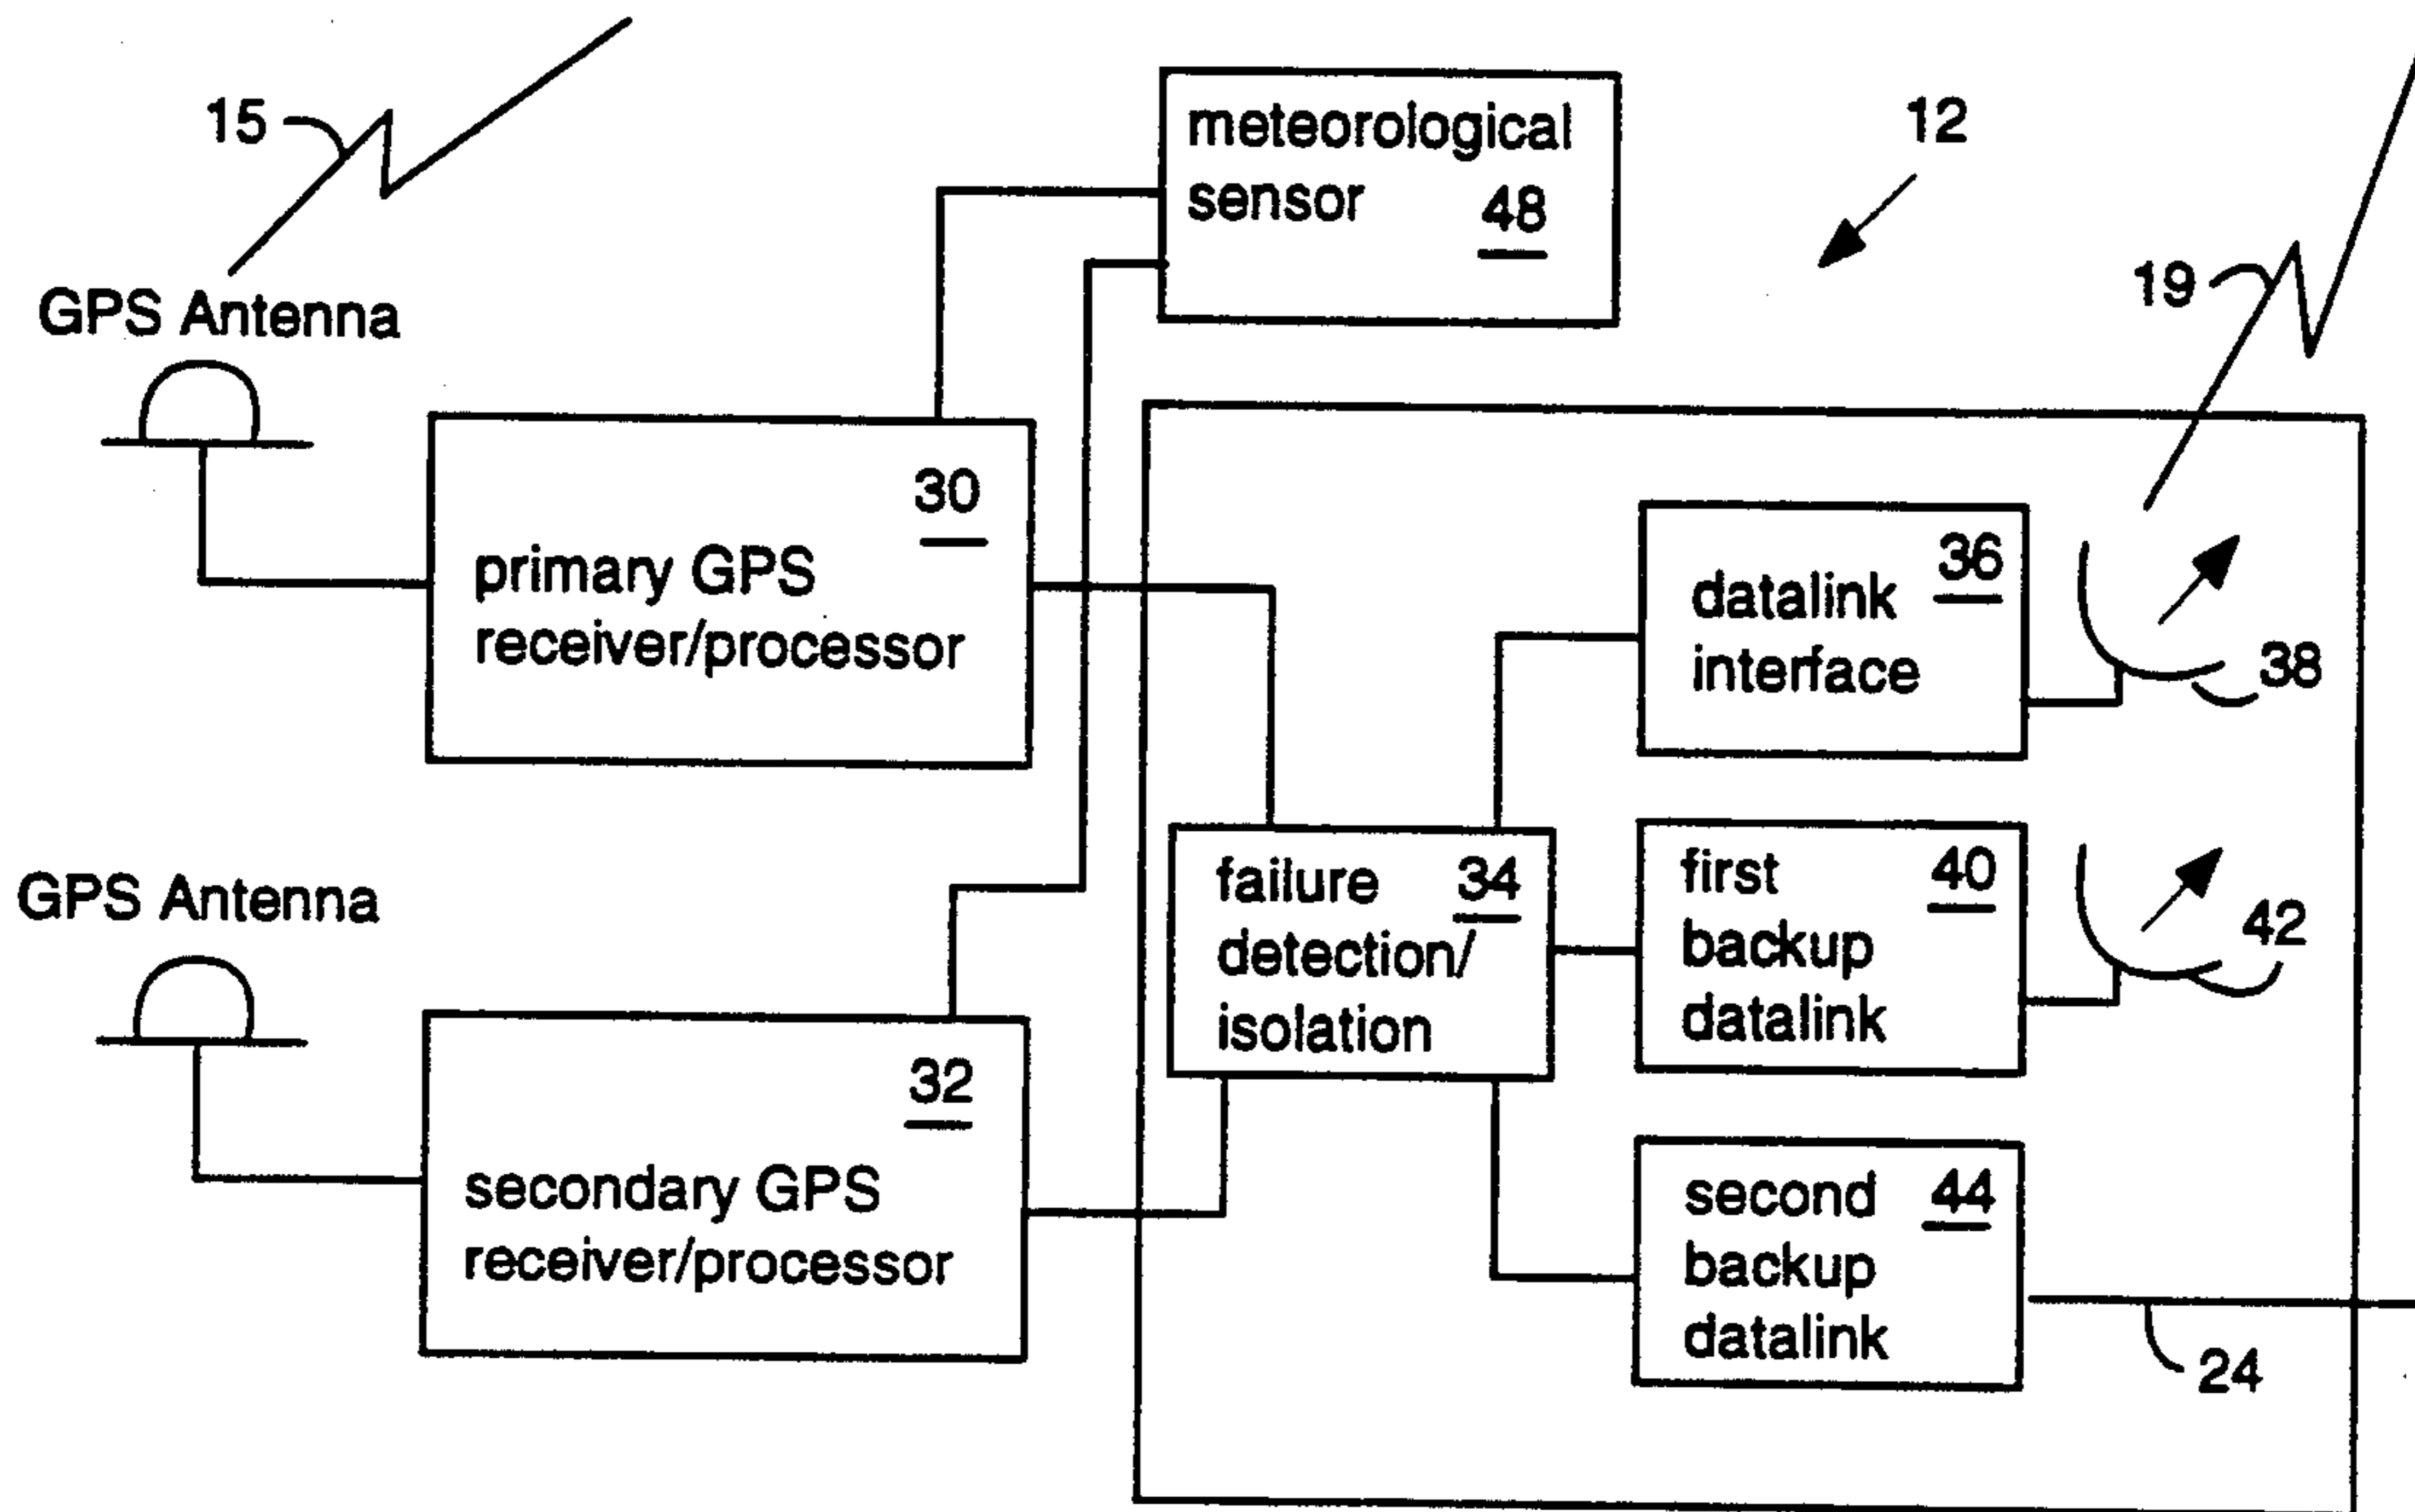 15
meteorological
sensor 48
12
19
GPS Antenna
30
primary GPS
receiver/processor
36
datalink
interface
38
GPS Antenna
failure 34
detection/
isolation
first 40
backup
datalink
42
32
secondary GPS
receiver/processor
second 44
backup
datalink
24